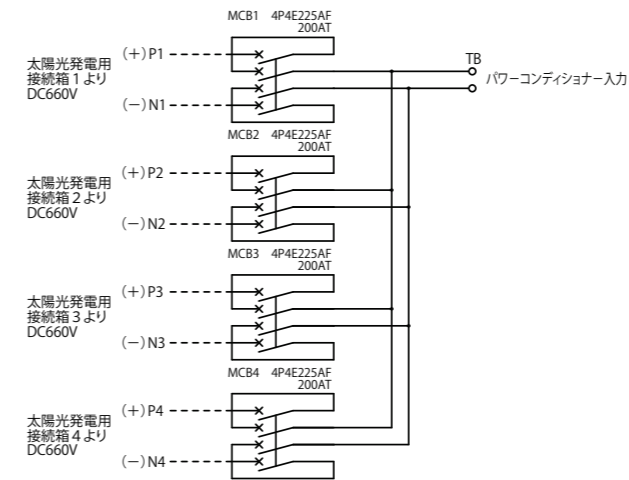 MCB1 4P4E225AF
200AT
太陽光発電用
接続箱1より
DC660V
(+)P1
(−)N1
TB
パワーコンディショナー入力
MCB2 4P4E225AF
200AT
太陽光発電用
接続箱2より
DC660V
(+)P2
(−)N2
MCB3 4P4E225AF
200AT
太陽光発電用
接続箱3より
DC660V
(+)P3
(−)N3
MCB4 4P4E225AF
200AT
太陽光発電用
接続箱4より
DC660V
(+)P4
(−)N4